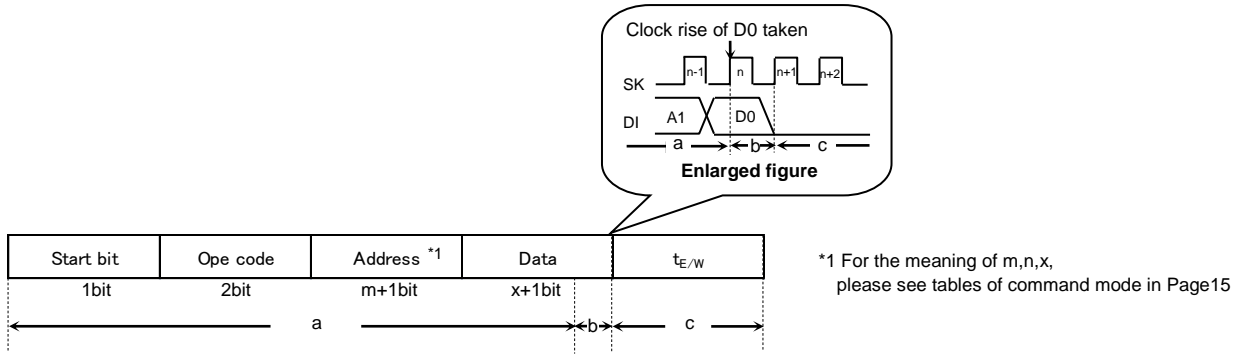 Clock rise of D0 taken
SK n-1 n n+1 n+2
DI A1 D0
a b c
Enlarged figure
Start bit Ope code Address *1 Data tE/W
1bit 2bit m+1bit x+1bit
a b c
*1 For the meaning of m,n,x,
please see tables of command mode in Page15